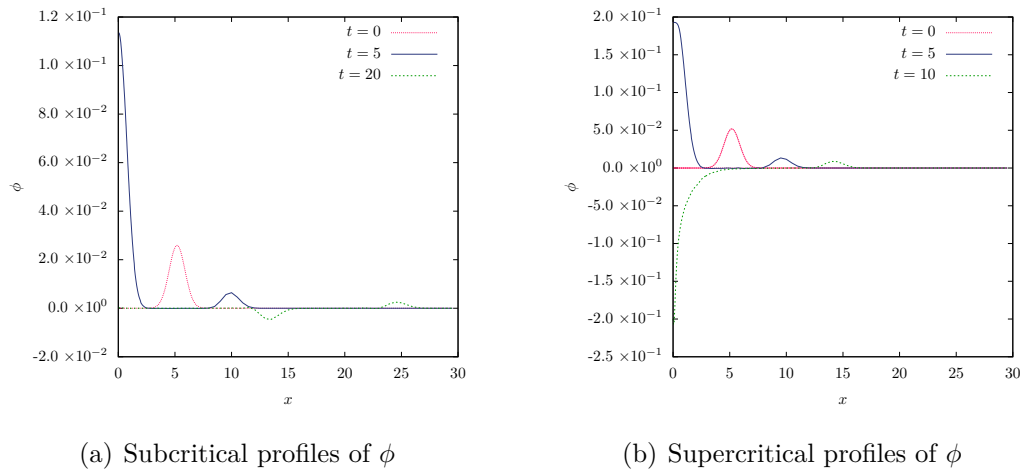 1.2 ×10⁻¹
1.0 ×10⁻¹
8.0 ×10⁻²
6.0 ×10⁻²
4.0 ×10⁻²
2.0 ×10⁻²
0.0 ×10⁰
-2.0 ×10⁻²
ϕ
t = 0
t = 5
t = 20
0 5 10 15 20 25 30
x
(a) Subcritical profiles of ϕ
2.0 ×10⁻¹
1.5 ×10⁻¹
1.0 ×10⁻¹
5.0 ×10⁻²
0.0 ×10⁰
-5.0 ×10⁻²
-1.0 ×10⁻¹
-1.5 ×10⁻¹
-2.0 ×10⁻¹
-2.5 ×10⁻¹
ϕ
t = 0
t = 5
t = 10
0 5 10 15 20 25 30
x
(b) Supercritical profiles of ϕ